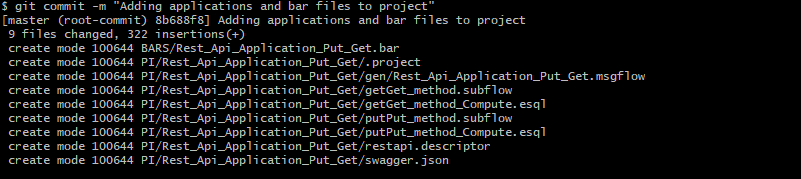 $ git commit -m "Adding applications and bar files to project"
[master (root-commit) 8b688f8] Adding applications and bar files to project
 9 files changed, 322 insertions(+)
 create mode 100644 BARS/Rest_Api_Application_Put_Get.bar
 create mode 100644 PI/Rest_Api_Application_Put_Get/.project
 create mode 100644 PI/Rest_Api_Application_Put_Get/gen/Rest_Api_Application_Put_Get.msgflow
 create mode 100644 PI/Rest_Api_Application_Put_Get/getGet_method.subflow
 create mode 100644 PI/Rest_Api_Application_Put_Get/getGet_method_Compute.esql
 create mode 100644 PI/Rest_Api_Application_Put_Get/putPut_method.subflow
 create mode 100644 PI/Rest_Api_Application_Put_Get/putPut_method_Compute.esql
 create mode 100644 PI/Rest_Api_Application_Put_Get/restapi.descriptor
 create mode 100644 PI/Rest_Api_Application_Put_Get/swagger.json